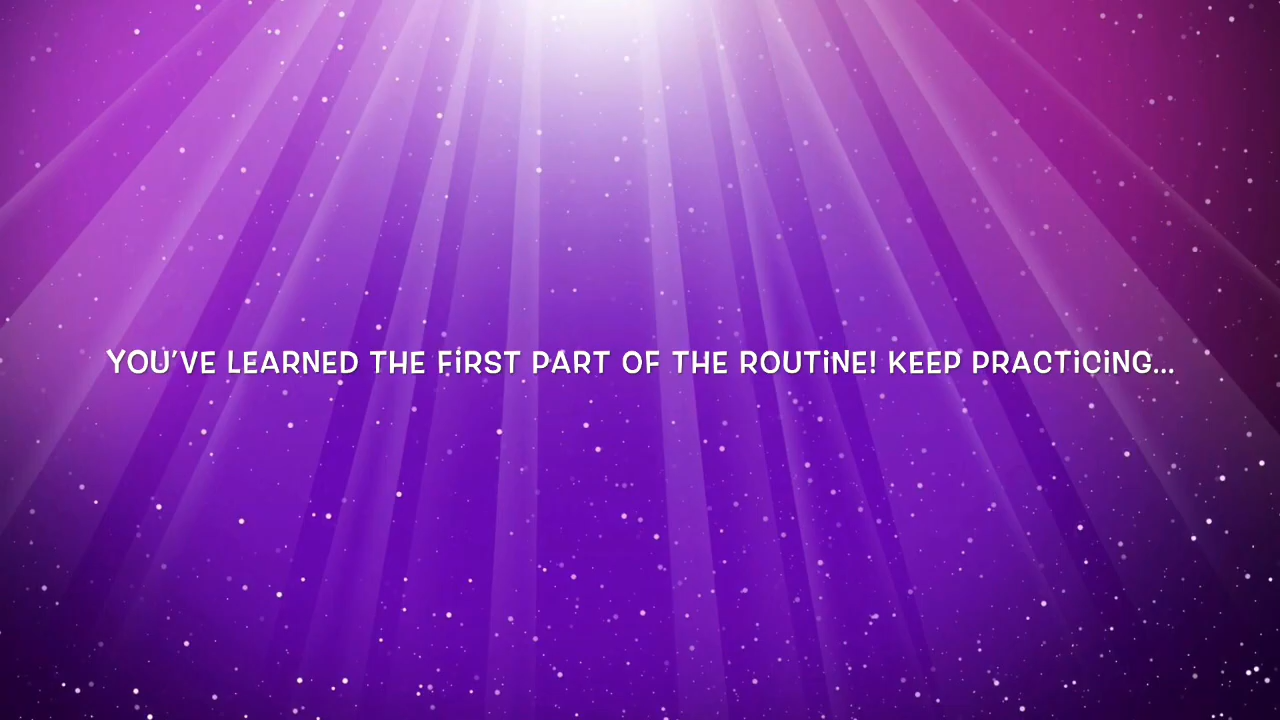 YOU'VE LEARNED THE FIRST PART OF THE ROUTINE! KEEP PRACTICING...